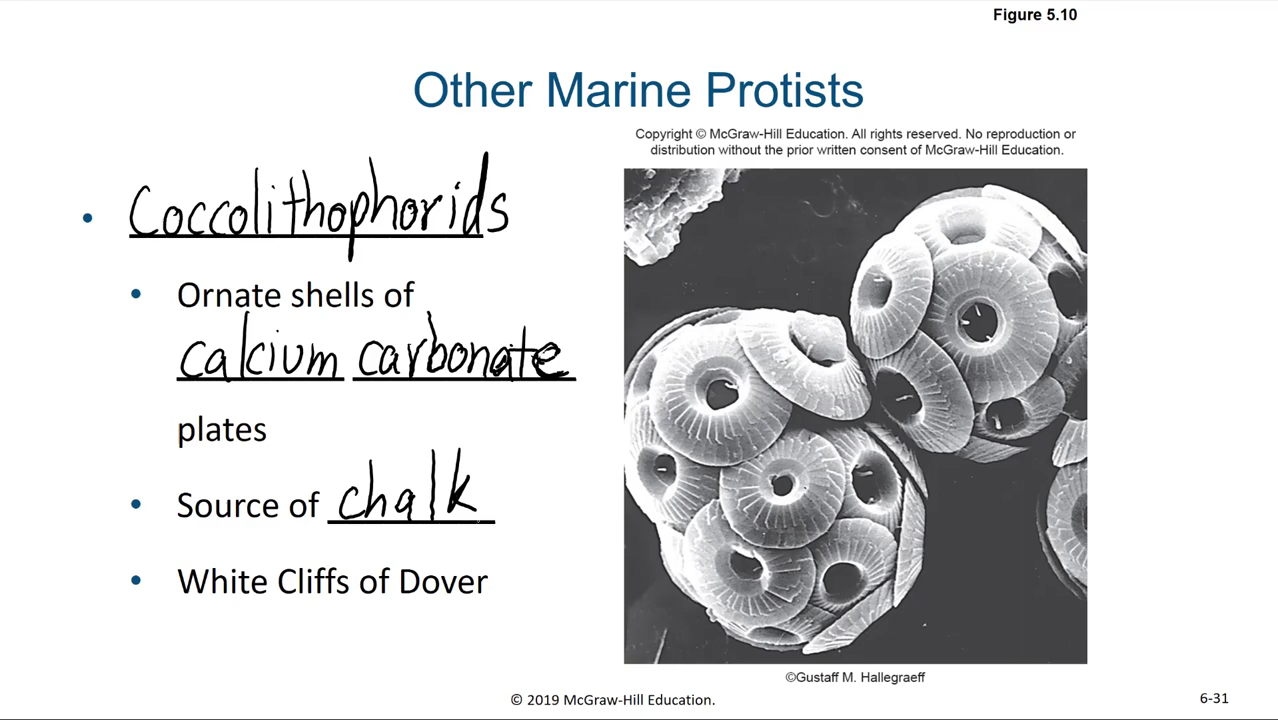 Figure 5.10
Other Marine Protists
Copyright © McGraw-Hill Education. All rights reserved. No reproduction or
distribution without the prior written consent of McGraw-Hill Education.
• Coccolithophorids
• Ornate shells of
calcium carbonate
plates
• Source of chalk
• White Cliffs of Dover
©Gustaff M. Hallegraeff
© 2019 McGraw-Hill Education.
6-31